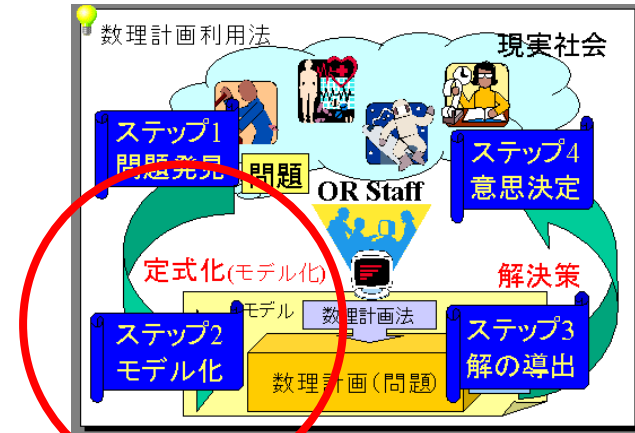 数理計画利用法
現実社会
ステップ1
問題発見
問題
OR Staff
ステップ4
意思決定
定式化(モデル化)
解決策
モデル
数理計画法
ステップ2
モデル化
ステップ3
解の導出
数理計画(問題)